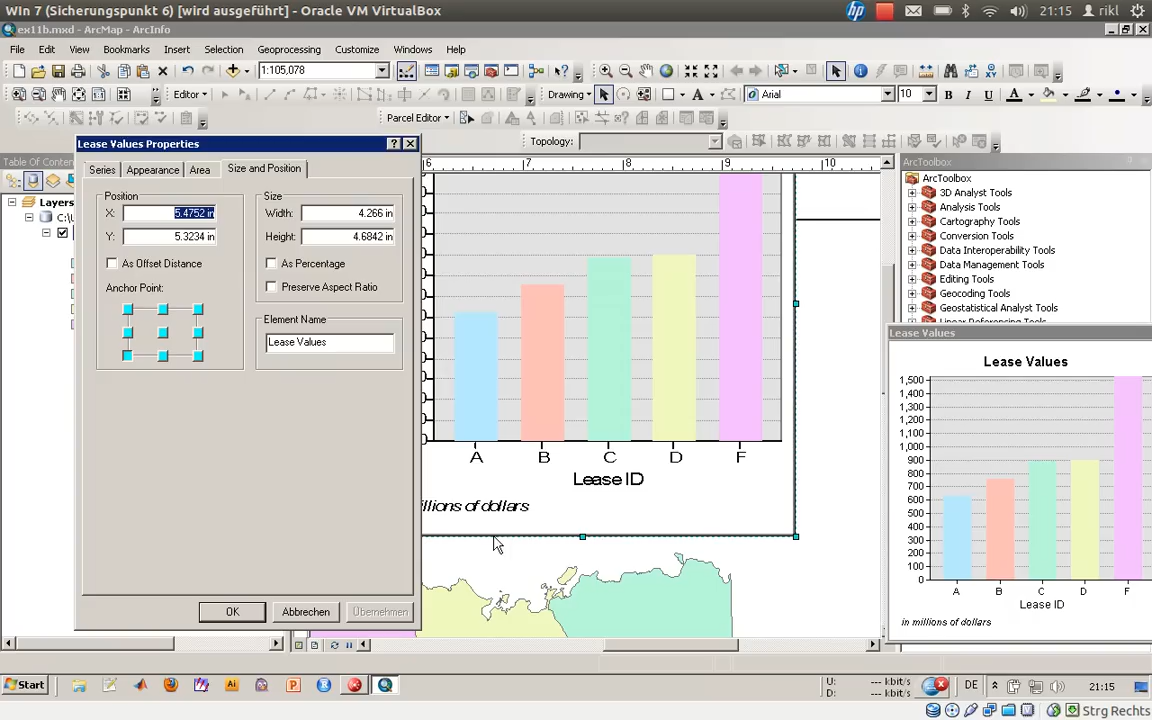 WIN 7 (Sicherungspunkt 6) [wird ausgeführt] - Oracle VM VirtualBox
21:15
rikl
ex11b.mxd - ArcMap - ArcInfo
File Edit View Bookmarks Insert Selection Geoprocessing Customize Windows Help
1:105,078
Editor
Drawing
Arial
10
B I U A
Parcel Editor
Topology:
Lease Values Properties
Series
Appearance
Area
Size and Position
Position
X: 5.4752 in
Y: 5.3234 in
As Offset Distance
Anchor Point:
Size
Width: 4.266 in
Height: 4.6842 in
As Percentage
Preserve Aspect Ratio
Element Name
Lease Values
OK
Abbrechen
Übernehmen
Table Of Conten
Layers
C:\
6 7 8 9 10
A B C D F
Lease ID
illions of dollars
ArcToolbox
ArcToolbox
3D Analyst Tools
Analysis Tools
Cartography Tools
Conversion Tools
Data Interoperability Tools
Data Management Tools
Editing Tools
Geocoding Tools
Geostatistical Analyst Tools
Lease Values
Lease Values
1,500
1,400
1,300
1,200
1,100
1,000
900
800
700
600
500
400
300
200
100
0
A B C D F
Lease ID
in millions of dollars
Start
U: --- kbit/s
D: --- kbit/s
DE
21:15
Strg Rechts